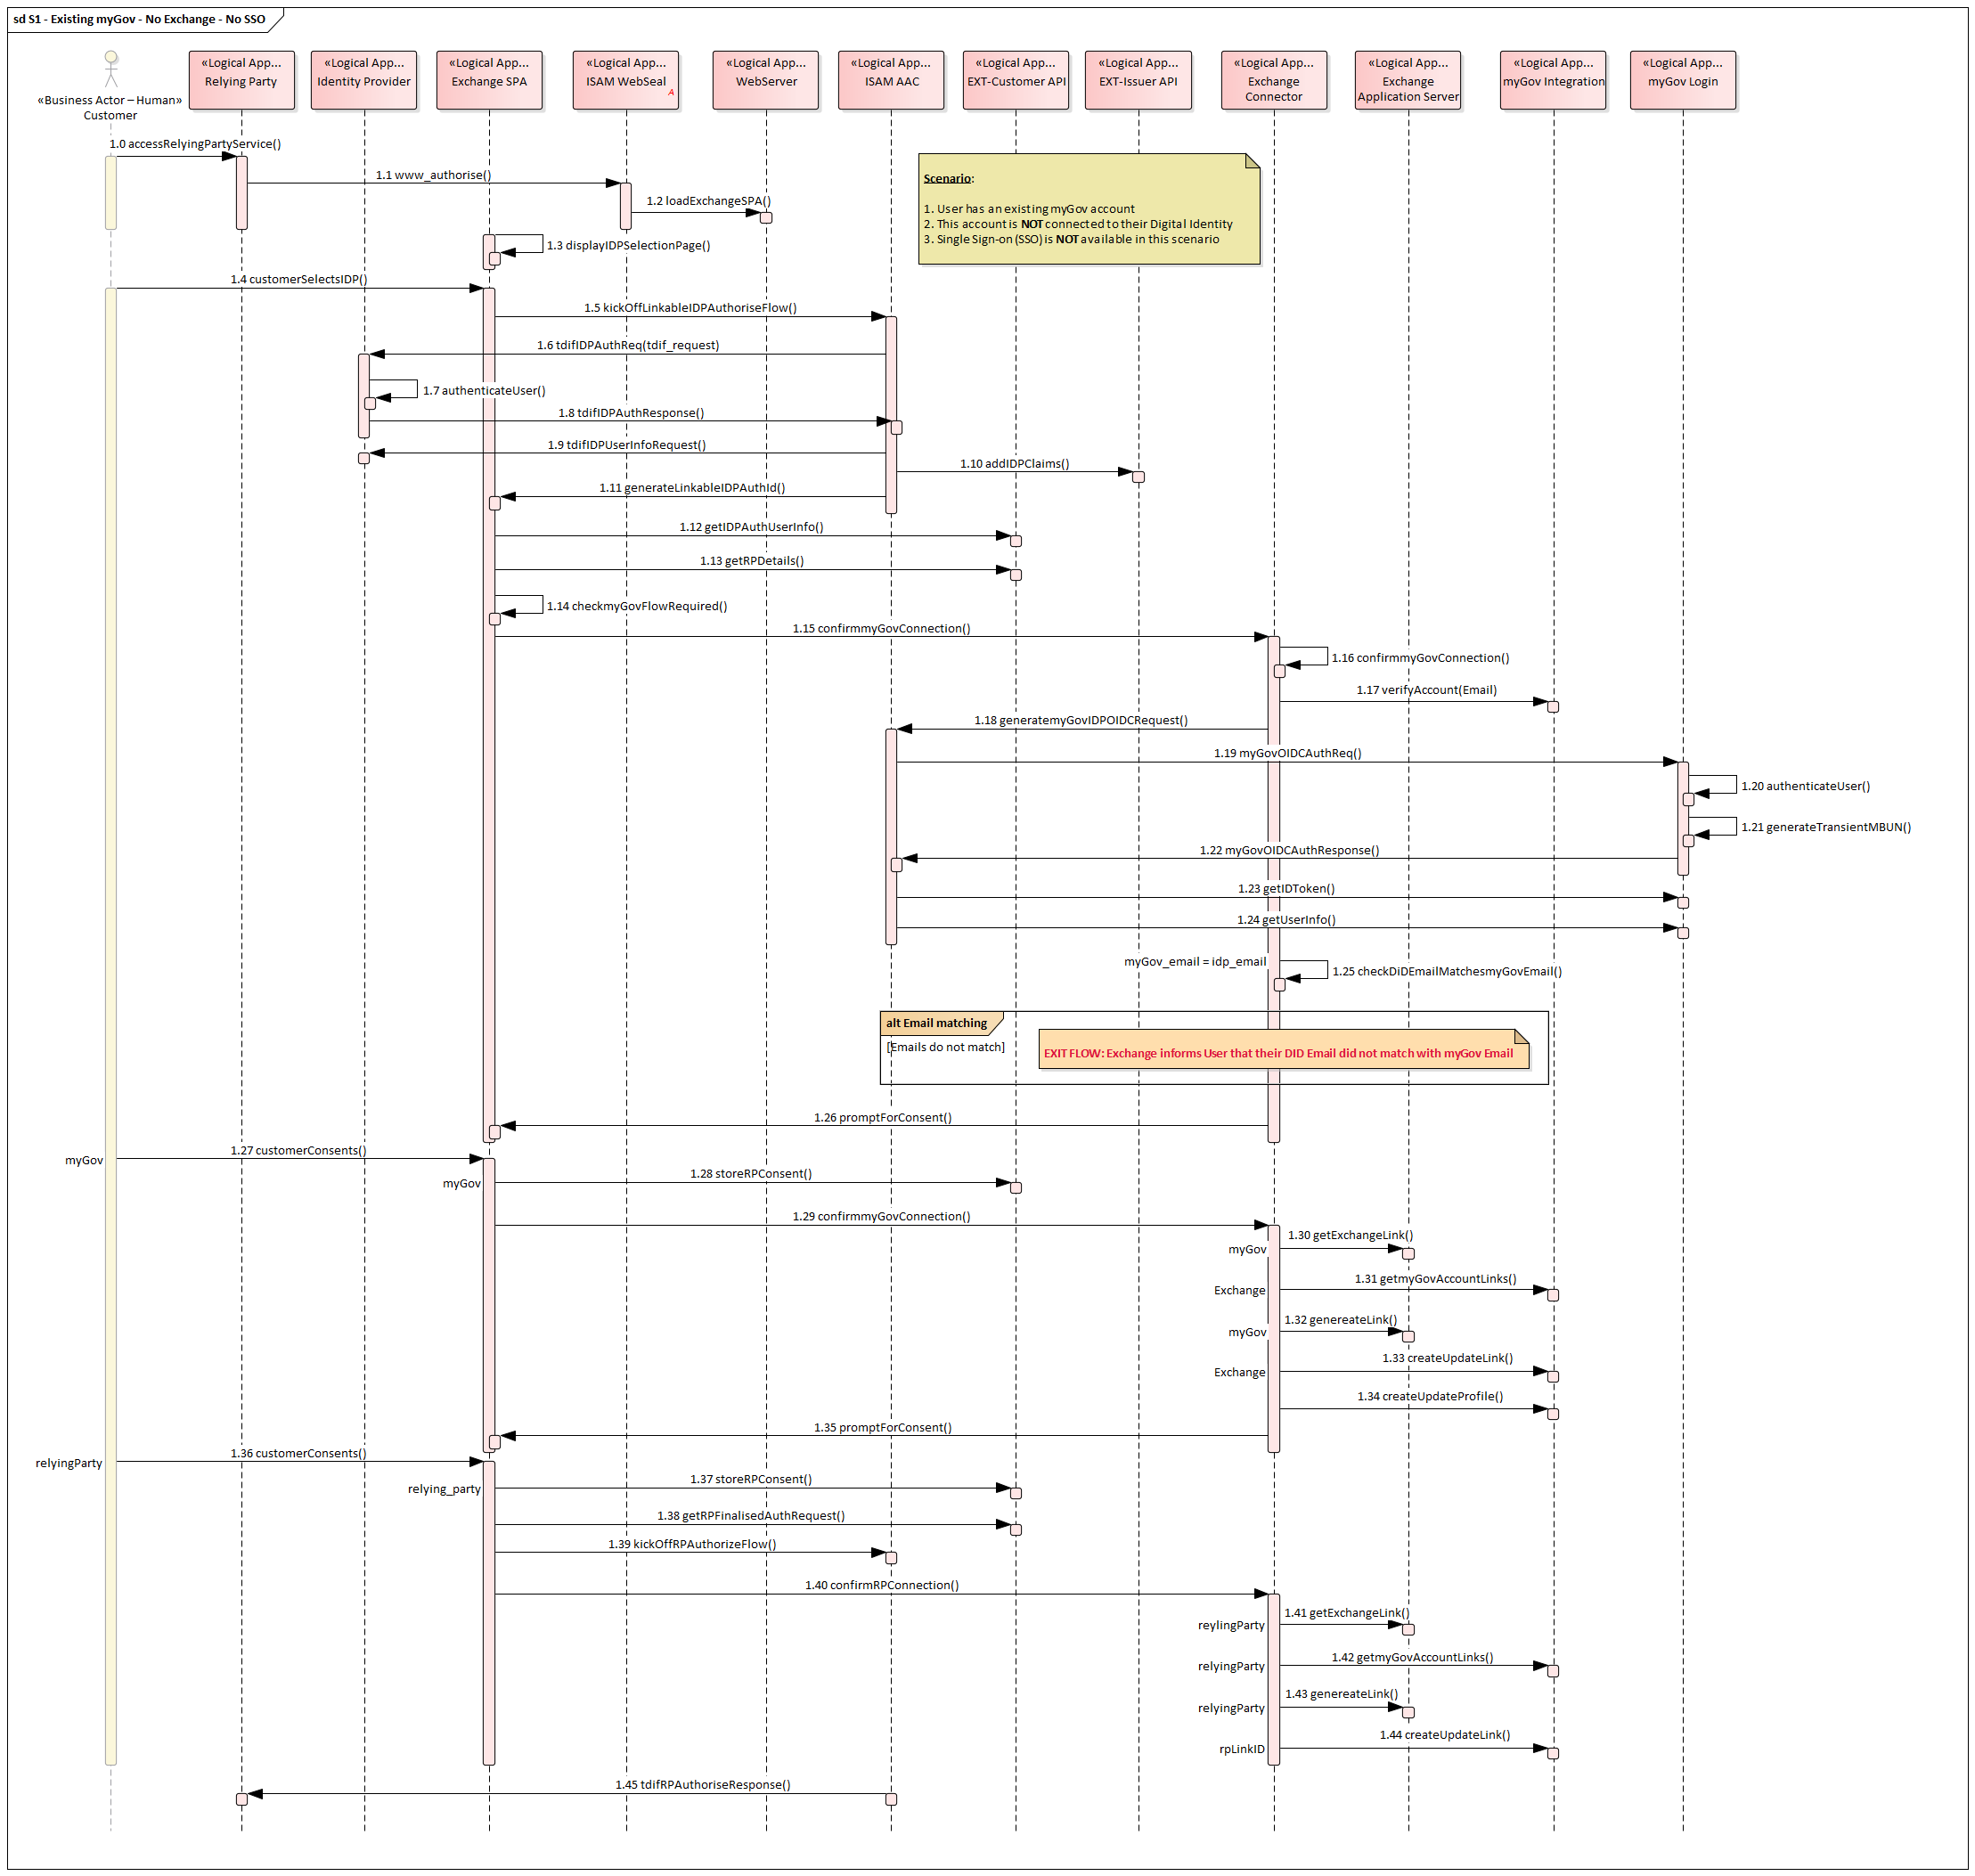 sd S1 - Existing myGov - No Exchange - No SSO
«Business Actor – Human»
Customer
«Logical App...
Relying Party
«Logical App...
Identity Provider
«Logical App...
Exchange SPA
«Logical App...
ISAM WebSeal
A
«Logical App...
WebServer
«Logical App...
ISAM AAC
«Logical App...
EXT-Customer API
«Logical App...
EXT-Issuer API
«Logical App...
Exchange
Connector
«Logical App...
Exchange
Application Server
«Logical App...
myGov Integration
«Logical App...
myGov Login
1.0 accessRelyingPartyService()
Scenario:
1. User has an existing myGov account
2. This account is NOT connected to their Digital Identity
3. Single Sign-on (SSO) is NOT available in this scenario
1.1 www_authorise()
1.2 loadExchangeSPA()
1.3 displayIDPSelectionPage()
1.4 customerSelectsIDP()
1.5 kickOffLinkableIDPAuthoriseFlow()
1.6 tdifIDPAuthReq(tdif_request)
1.7 authenticateUser()
1.8 tdifIDPAuthResponse()
1.9 tdifIDPUserInfoRequest()
1.10 addIDPClaims()
1.11 generateLinkableIDPAuthId()
1.12 getIDPAuthUserInfo()
1.13 getRPDetails()
1.14 checkmyGovFlowRequired()
1.15 confirmmyGovConnection()
1.16 confirmmyGovConnection()
1.17 verifyAccount(Email)
1.18 generatemyGovIDPOIDCRequest()
1.19 myGovOIDCAuthReq()
1.20 authenticateUser()
1.21 generateTransientMBUN()
1.22 myGovOIDCAuthResponse()
1.23 getIDToken()
1.24 getUserInfo()
myGov_email = idp_email
1.25 checkDiDEmailMatchesmyGovEmail()
alt Email matching
[Emails do not match]
EXIT FLOW: Exchange informs User that their DID Email did not match with myGov Email
1.26 promptForConsent()
1.27 customerConsents()
myGov
1.28 storeRPConsent()
myGov
1.29 confirmmyGovConnection()
1.30 getExchangeLink()
myGov
1.31 getmyGovAccountLinks()
Exchange
1.32 genereateLink()
myGov
1.33 createUpdateLink()
Exchange
1.34 createUpdateProfile()
1.35 promptForConsent()
1.36 customerConsents()
relyingParty
1.37 storeRPConsent()
relying_party
1.38 getRPFinalisedAuthRequest()
1.39 kickOffRPAuthorizeFlow()
1.40 confirmRPConnection()
1.41 getExchangeLink()
reylingParty
1.42 getmyGovAccountLinks()
relyingParty
1.43 genereateLink()
relyingParty
1.44 createUpdateLink()
rpLinkID
1.45 tdifRPAuthoriseResponse()